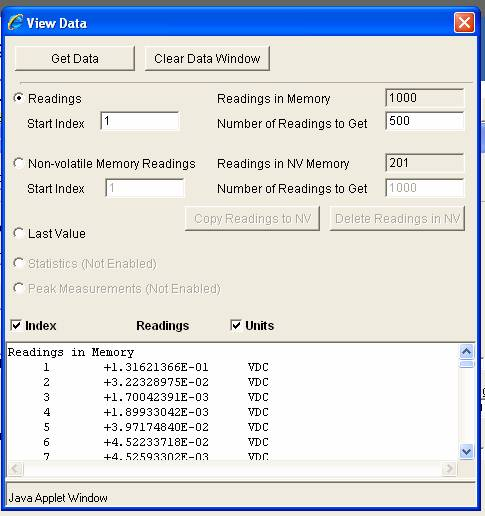 View Data
Get Data Clear Data Window
Readings Readings in Memory 1000
Start Index 1 Number of Readings to Get 500
Non-volatile Memory Readings Readings in NV Memory 201
Start Index 1 Number of Readings to Get 1000
Copy Readings to NV Delete Readings in NV
Last Value
Statistics (Not Enabled)
Peak Measurements (Not Enabled)
Index Readings Units
Readings in Memory
1 +1.31621366E-01 VDC
2 +3.22328975E-02 VDC
3 +1.70042391E-03 VDC
4 +1.89933042E-03 VDC
5 +3.97174840E-02 VDC
6 +4.52233718E-02 VDC
7 +4.52593302E-03 VDC
Java Applet Window